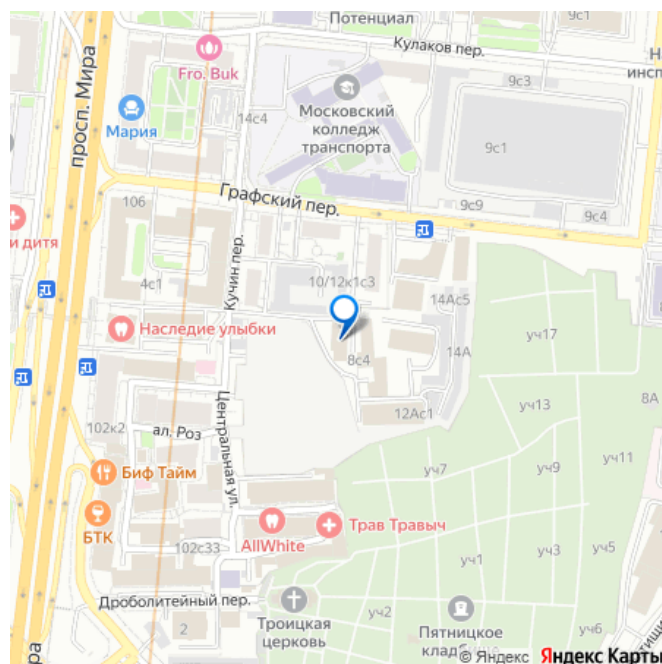 Потенциал
9с1
Кулаков пер.
просп. Мира
Fro. Buk
инсп
9с3
Московский
колледж
транспорта
14с4
Мария
9с1
Графский пер.
106
9с9
9с4
и дитя
Кучин пер.
10/12к1с3
4с1
14Ас5
Наследие улыбки
уч17
8с4
14А
8А
102к2
ал. Роз
Центральная ул.
12Ас1
уч13
уч11
Биф Тайм
уч7
уч9
БТК
AllWhite
Трав Травыч
102с33
уч1
уч3
уч5
Дроболитейный пер.
2
Троицкая
церковь
уч2
Пятницкое
уч6
© Яндекс Яндекс Карты